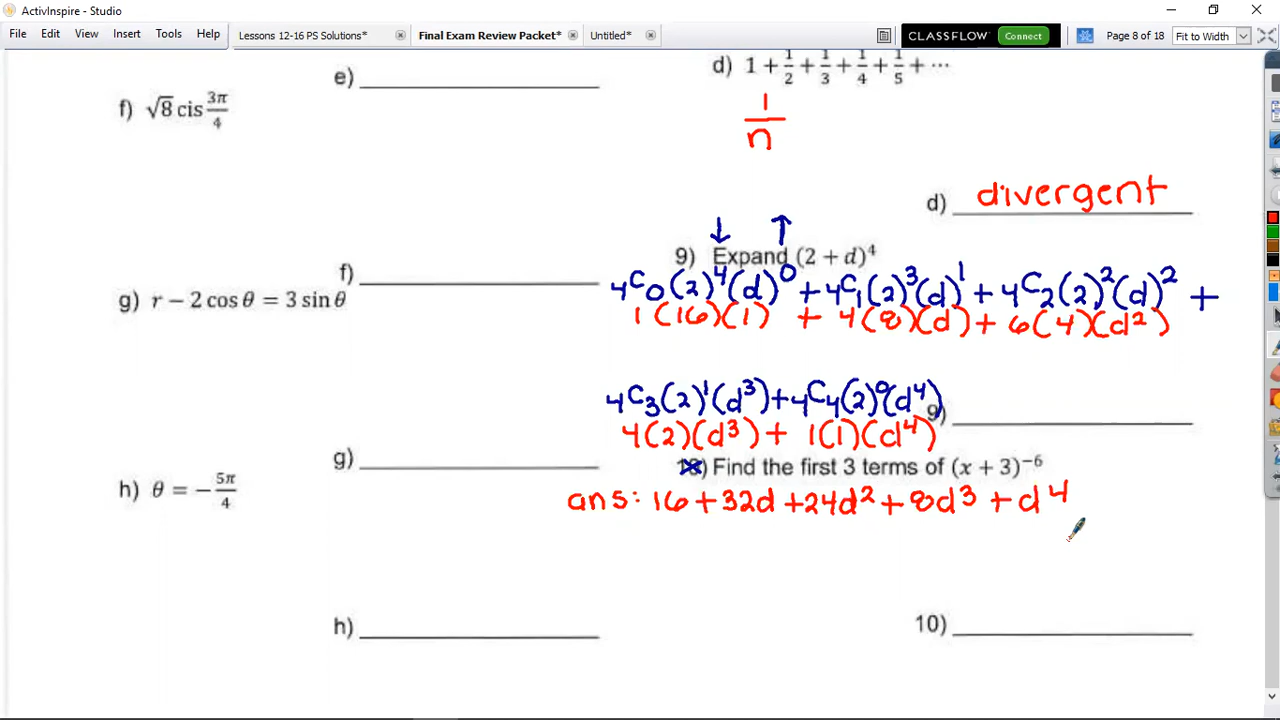 ActivInspire - Studio
File Edit View Insert Tools Help
Lessons 12-16 PS Solutions*
Final Exam Review Packet*
Untitled*
CLASSFLOW Connect
Page 8 of 18
Fit to Width
e)
d) 1 + 1/2 + 1/3 + 1/4 + 1/5 + ⋯
f) √8 cis 3π/4
1/n
d) divergent
↓ ↑
9) Expand (2 + d)⁴
f)
₄C₀(2)⁴(d)⁰ + ₄C₁(2)³(d)¹ + ₄C₂(2)²(d)² +
g) r − 2 cos θ = 3 sin θ
1(16)(1) + 4(8)(d) + 6(4)(d²)
₄C₃(2)¹(d³) + ₄C₄(2)⁰(d⁴)
9)
4(2)(d³) + 1(1)(d⁴)
g)
) Find the first 3 terms of (x + 3)⁻⁶
h) θ = − 5π/4
ans: 16 + 32d + 24d² + 8d³ + d⁴
h)
10)